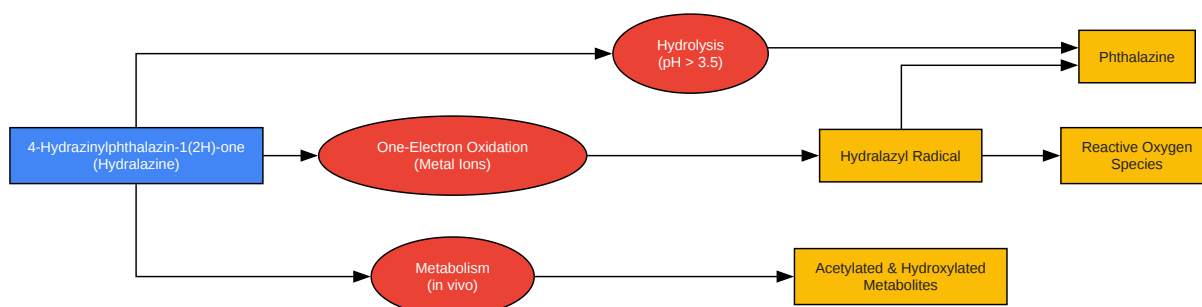 Hydrolysis
(pH > 3.5)
Phthalazine
4-Hydrazinylphthalazin-1(2H)-one
(Hydralazine)
One-Electron Oxidation
(Metal Ions)
Hydralazyl Radical
Reactive Oxygen
Species
Metabolism
(in vivo)
Acetylated & Hydroxylated
Metabolites